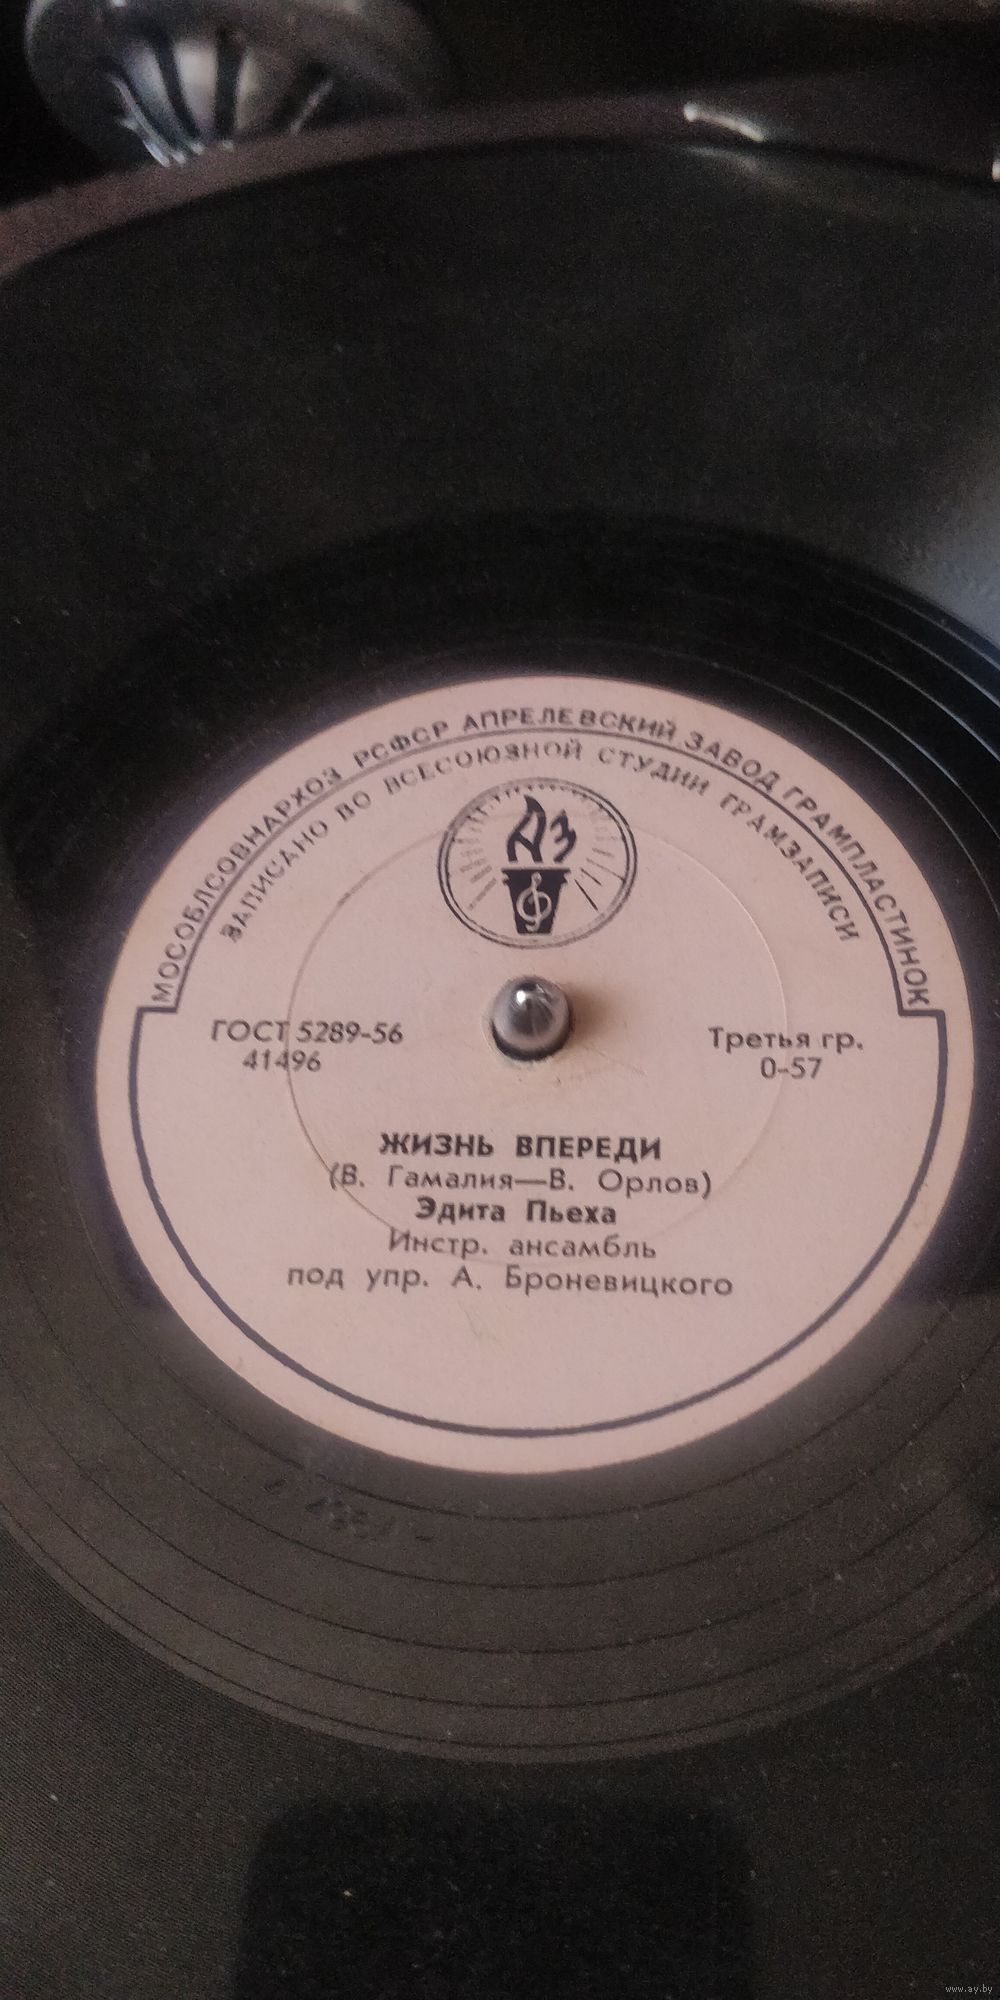 МОСОБЛСОВНАРХОЗ РСФСР АПРЕЛЕВСКИЙ ЗАВОД ГРАМПЛАСТИНОК
ЗАПИСАНО ВО ВСЕСОЮЗНОЙ СТУДИИ ГРАМЗАПИСИ
АЗ
ГОСТ 5289-56
41496
Третья гр.
0-57
ЖИЗНЬ ВПЕРЕДИ
(В. Гамалия—В. Орлов)
Эдита Пьеха
Инстр. ансамбль
под упр. А. Броневицкого
www.ay.by